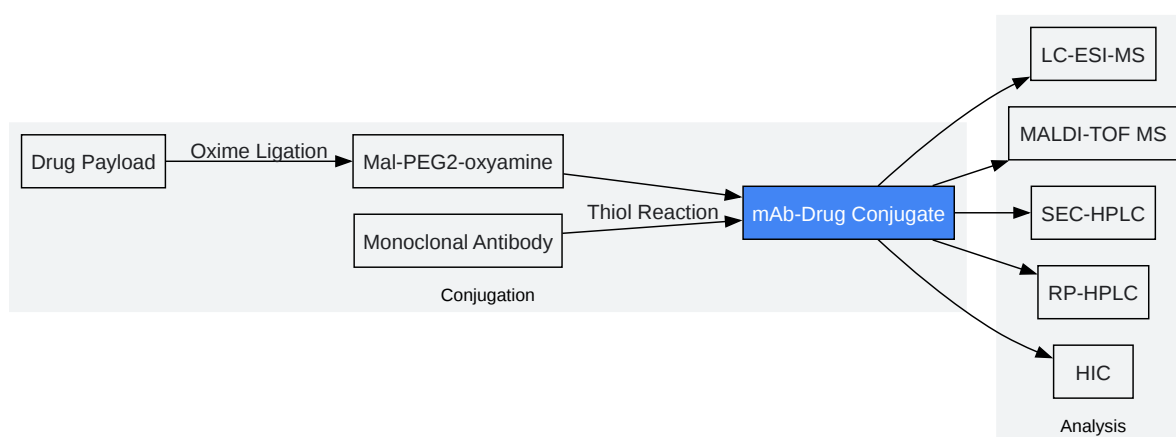 Drug Payload
Oxime Ligation
Mal-PEG2-oxyamine
Monoclonal Antibody
Thiol Reaction
mAb-Drug Conjugate
Conjugation
LC-ESI-MS
MALDI-TOF MS
SEC-HPLC
RP-HPLC
HIC
Analysis